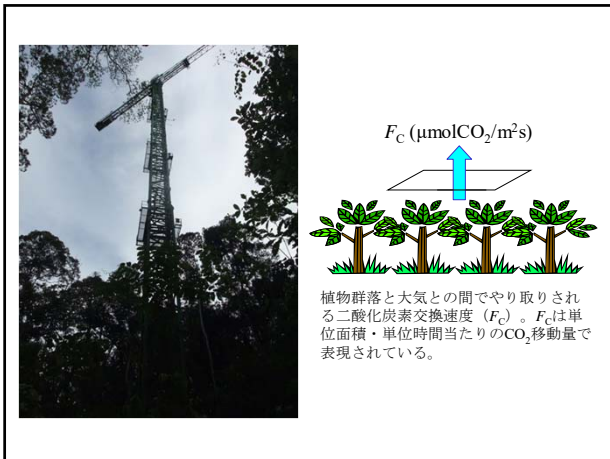 F_C (μmolCO₂/m²s)
植物群落と大気との間でやり取りされ
る二酸化炭素交換速度（F_C）。F_Cは単
位面積・単位時間当たりのCO₂移動量で
表現されている。